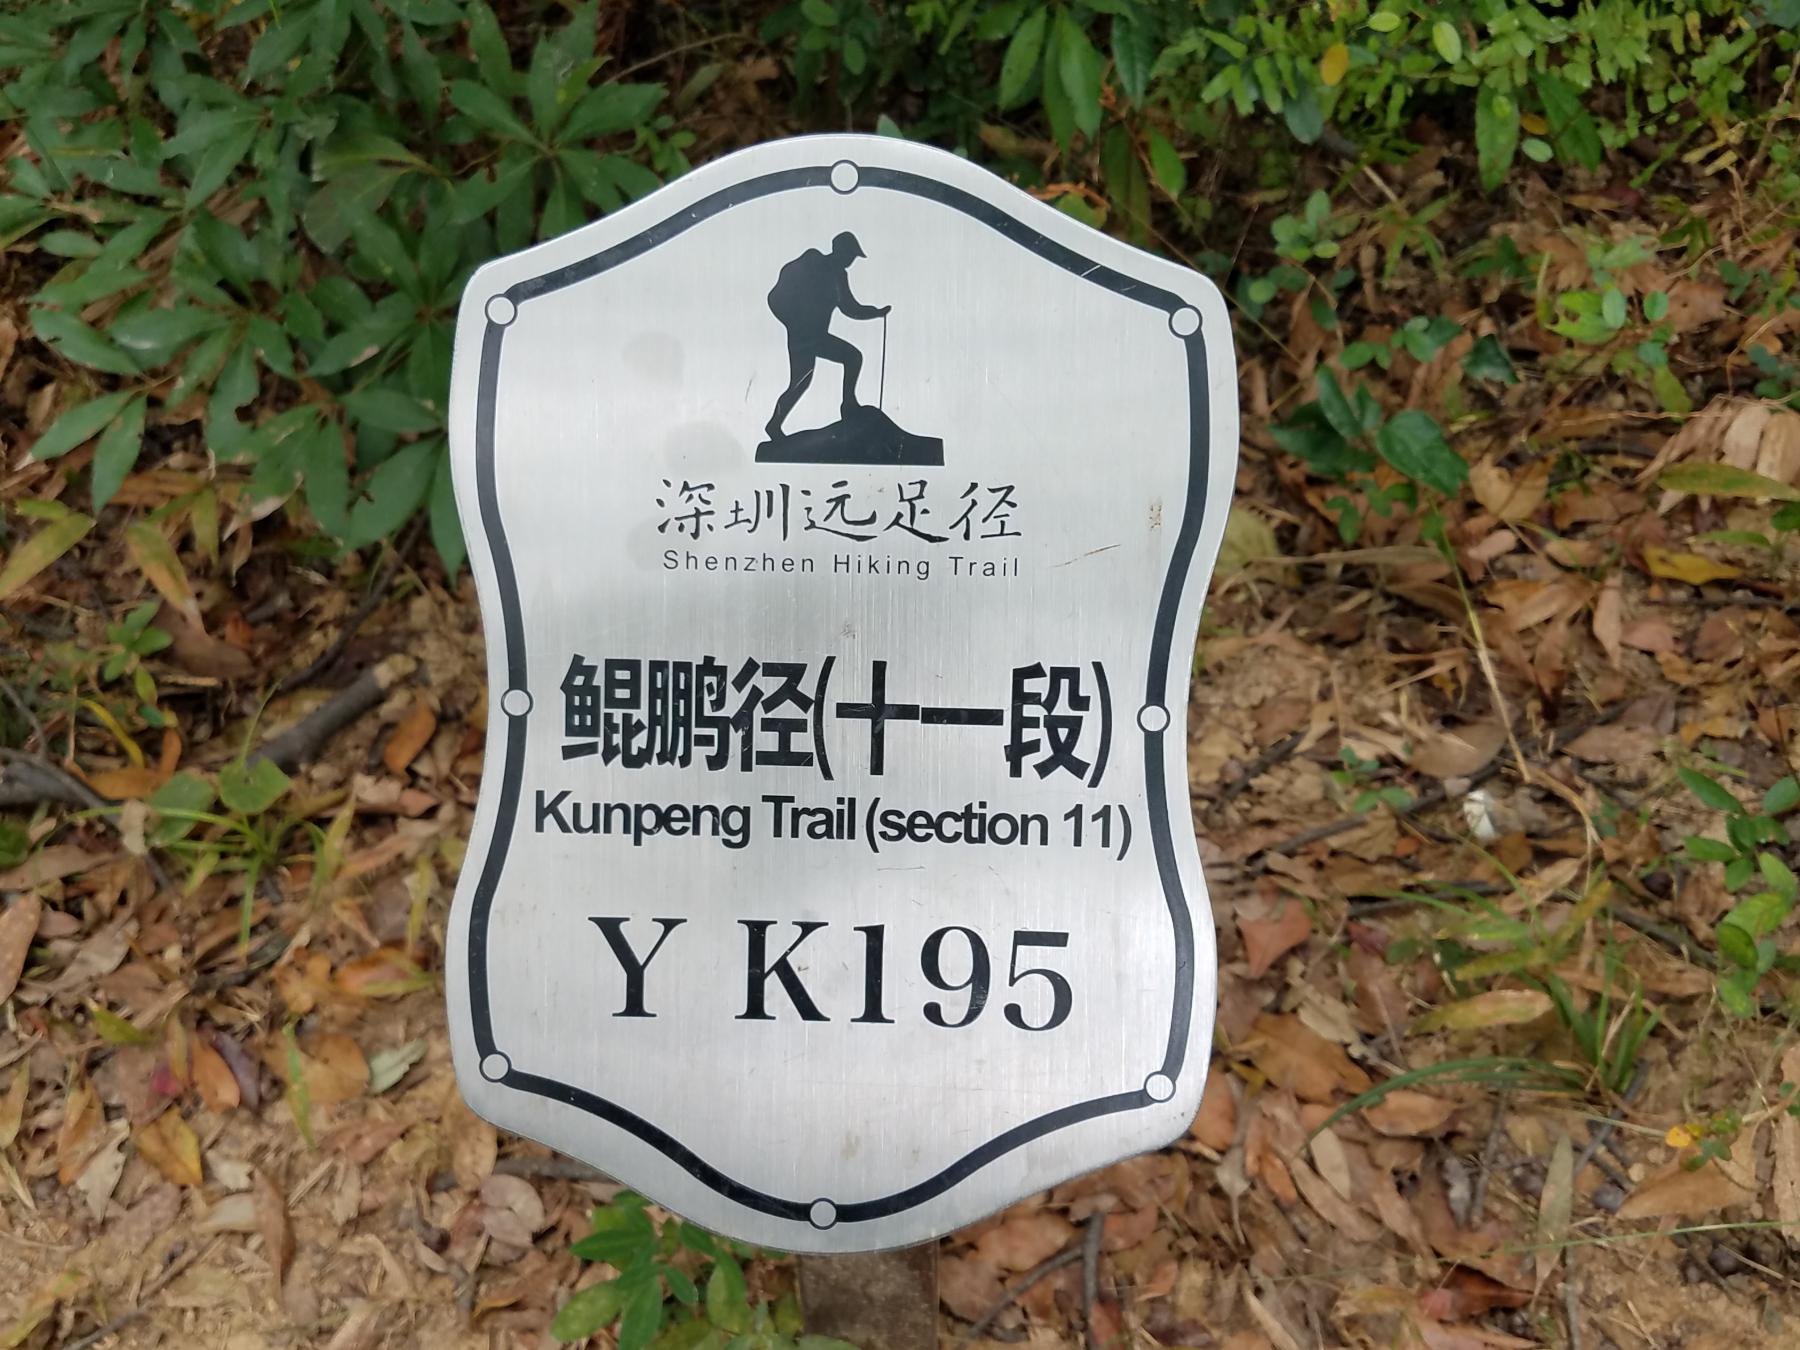 深圳远足径
Shenzhen Hiking Trail
鲲鹏径(十一段)
Kunpeng Trail (section 11)
Y K195